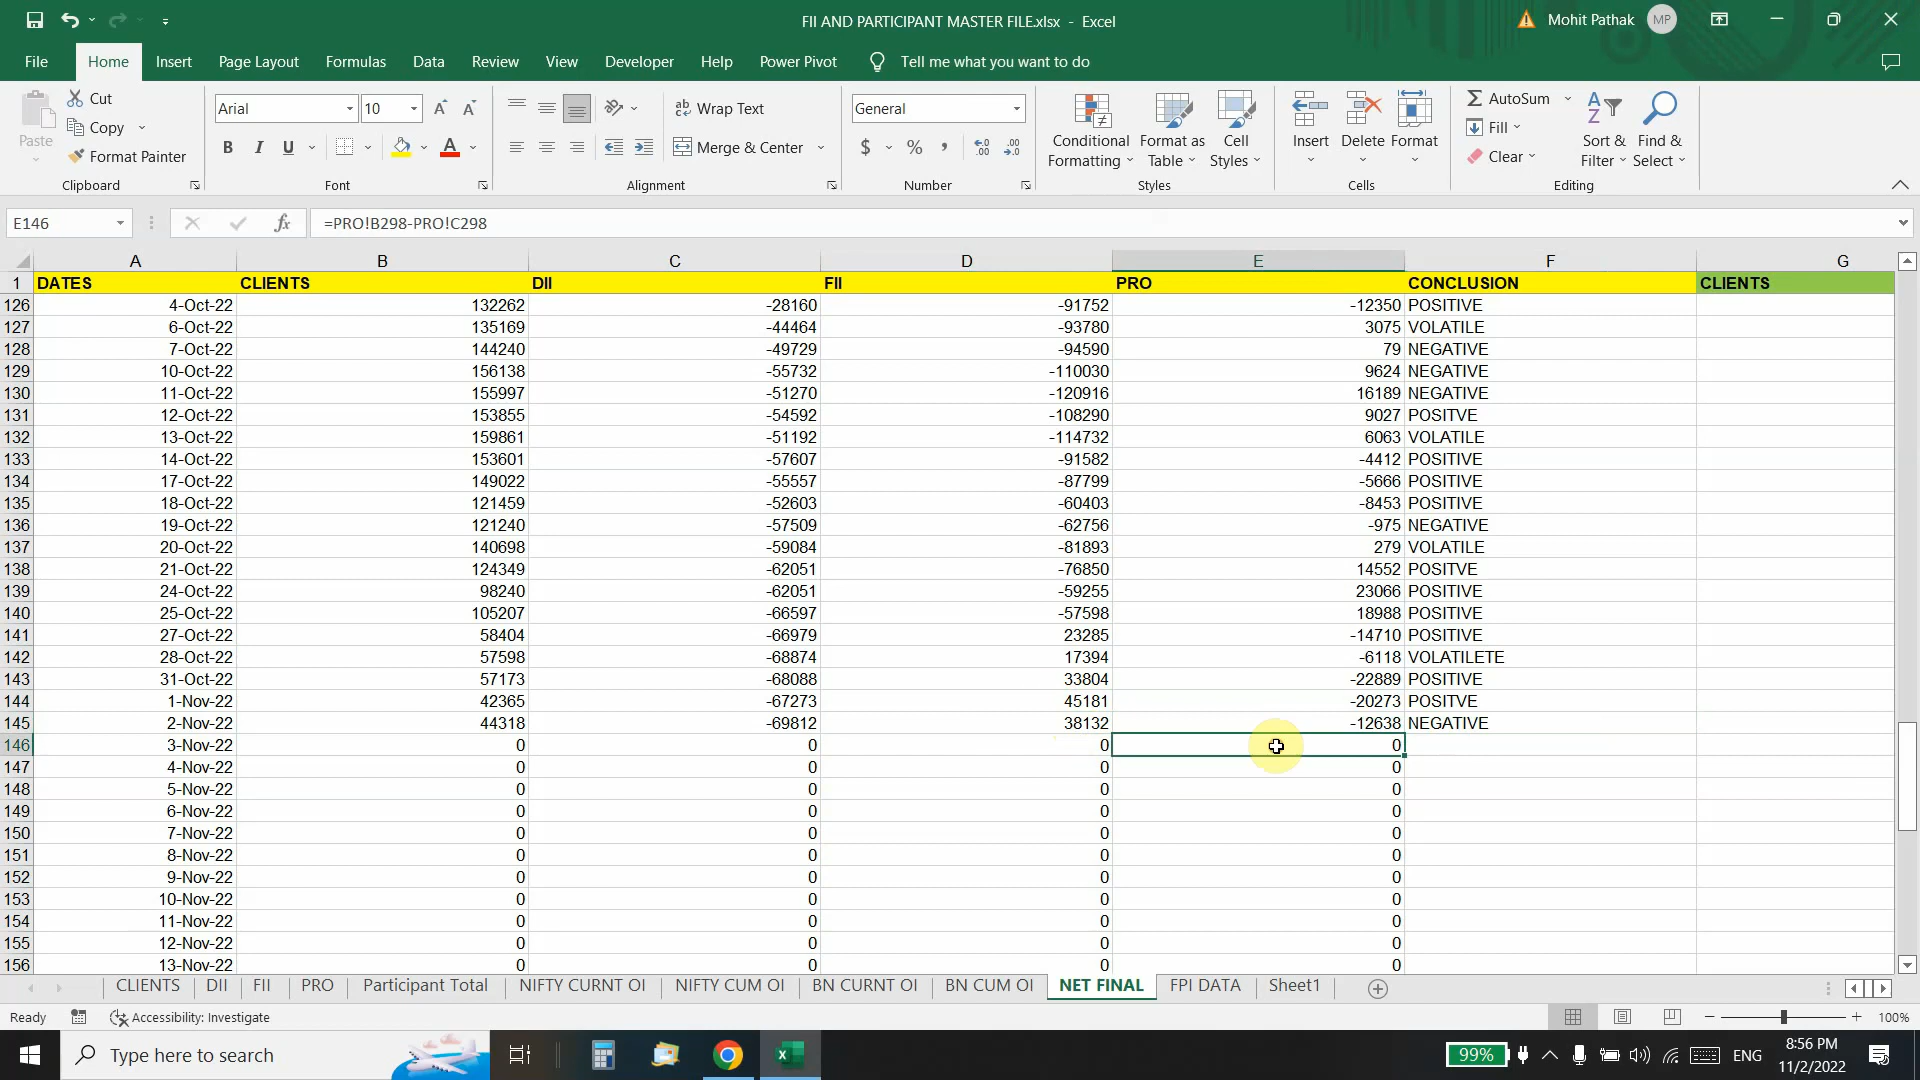 FII AND PARTICIPANT MASTER FILE.xlsx - Excel
Mohit Pathak MP
File Home Insert Page Layout Formulas Data Review View Developer Help Power Pivot Tell me what you want to do
Paste
Cut
Copy
Format Painter
Clipboard
Arial 10
B I U A
Font
Wrap Text
Merge & Center
Alignment
General
$ % ,
Number
Conditional Formatting
Format as Table
Cell Styles
Styles
Insert Delete Format
Cells
AutoSum
Fill
Clear
Sort & Filter
Find & Select
Editing
E146 fx =PRO!B298-PRO!C298
A B C D E F G
1 DATES CLIENTS DII FII PRO CONCLUSION CLIENTS
126 4-Oct-22 132262 -28160 -91752 -12350 POSITIVE
127 6-Oct-22 135169 -44464 -93780 3075 VOLATILE
128 7-Oct-22 144240 -49729 -94590 79 NEGATIVE
129 10-Oct-22 156138 -55732 -110030 9624 NEGATIVE
130 11-Oct-22 155997 -51270 -120916 16189 NEGATIVE
131 12-Oct-22 153855 -54592 -108290 9027 POSITVE
132 13-Oct-22 159861 -51192 -114732 6063 VOLATILE
133 14-Oct-22 153601 -57607 -91582 -4412 POSITIVE
134 17-Oct-22 149022 -55557 -87799 -5666 POSITIVE
135 18-Oct-22 121459 -52603 -60403 -8453 POSITIVE
136 19-Oct-22 121240 -57509 -62756 -975 NEGATIVE
137 20-Oct-22 140698 -59084 -81893 279 VOLATILE
138 21-Oct-22 124349 -62051 -76850 14552 POSITVE
139 24-Oct-22 98240 -62051 -59255 23066 POSITIVE
140 25-Oct-22 105207 -66597 -57598 18988 POSITIVE
141 27-Oct-22 58404 -66979 23285 -14710 POSITIVE
142 28-Oct-22 57598 -68874 17394 -6118 VOLATILETE
143 31-Oct-22 57173 -68088 33804 -22889 POSITIVE
144 1-Nov-22 42365 -67273 45181 -20273 POSITVE
145 2-Nov-22 44318 -69812 38132 -12638 NEGATIVE
146 3-Nov-22 0 0 0 0
147 4-Nov-22 0 0 0 0
148 5-Nov-22 0 0 0 0
149 6-Nov-22 0 0 0 0
150 7-Nov-22 0 0 0 0
151 8-Nov-22 0 0 0 0
152 9-Nov-22 0 0 0 0
153 10-Nov-22 0 0 0 0
154 11-Nov-22 0 0 0 0
155 12-Nov-22 0 0 0 0
156 13-Nov-22 0 0 0 0
CLIENTS DII FII PRO Participant Total NIFTY CURNT OI NIFTY CUM OI BN CURNT OI BN CUM OI NET FINAL FPI DATA Sheet1
Ready Accessibility: Investigate 100%
Type here to search
99% ENG
8:56 PM
11/2/2022